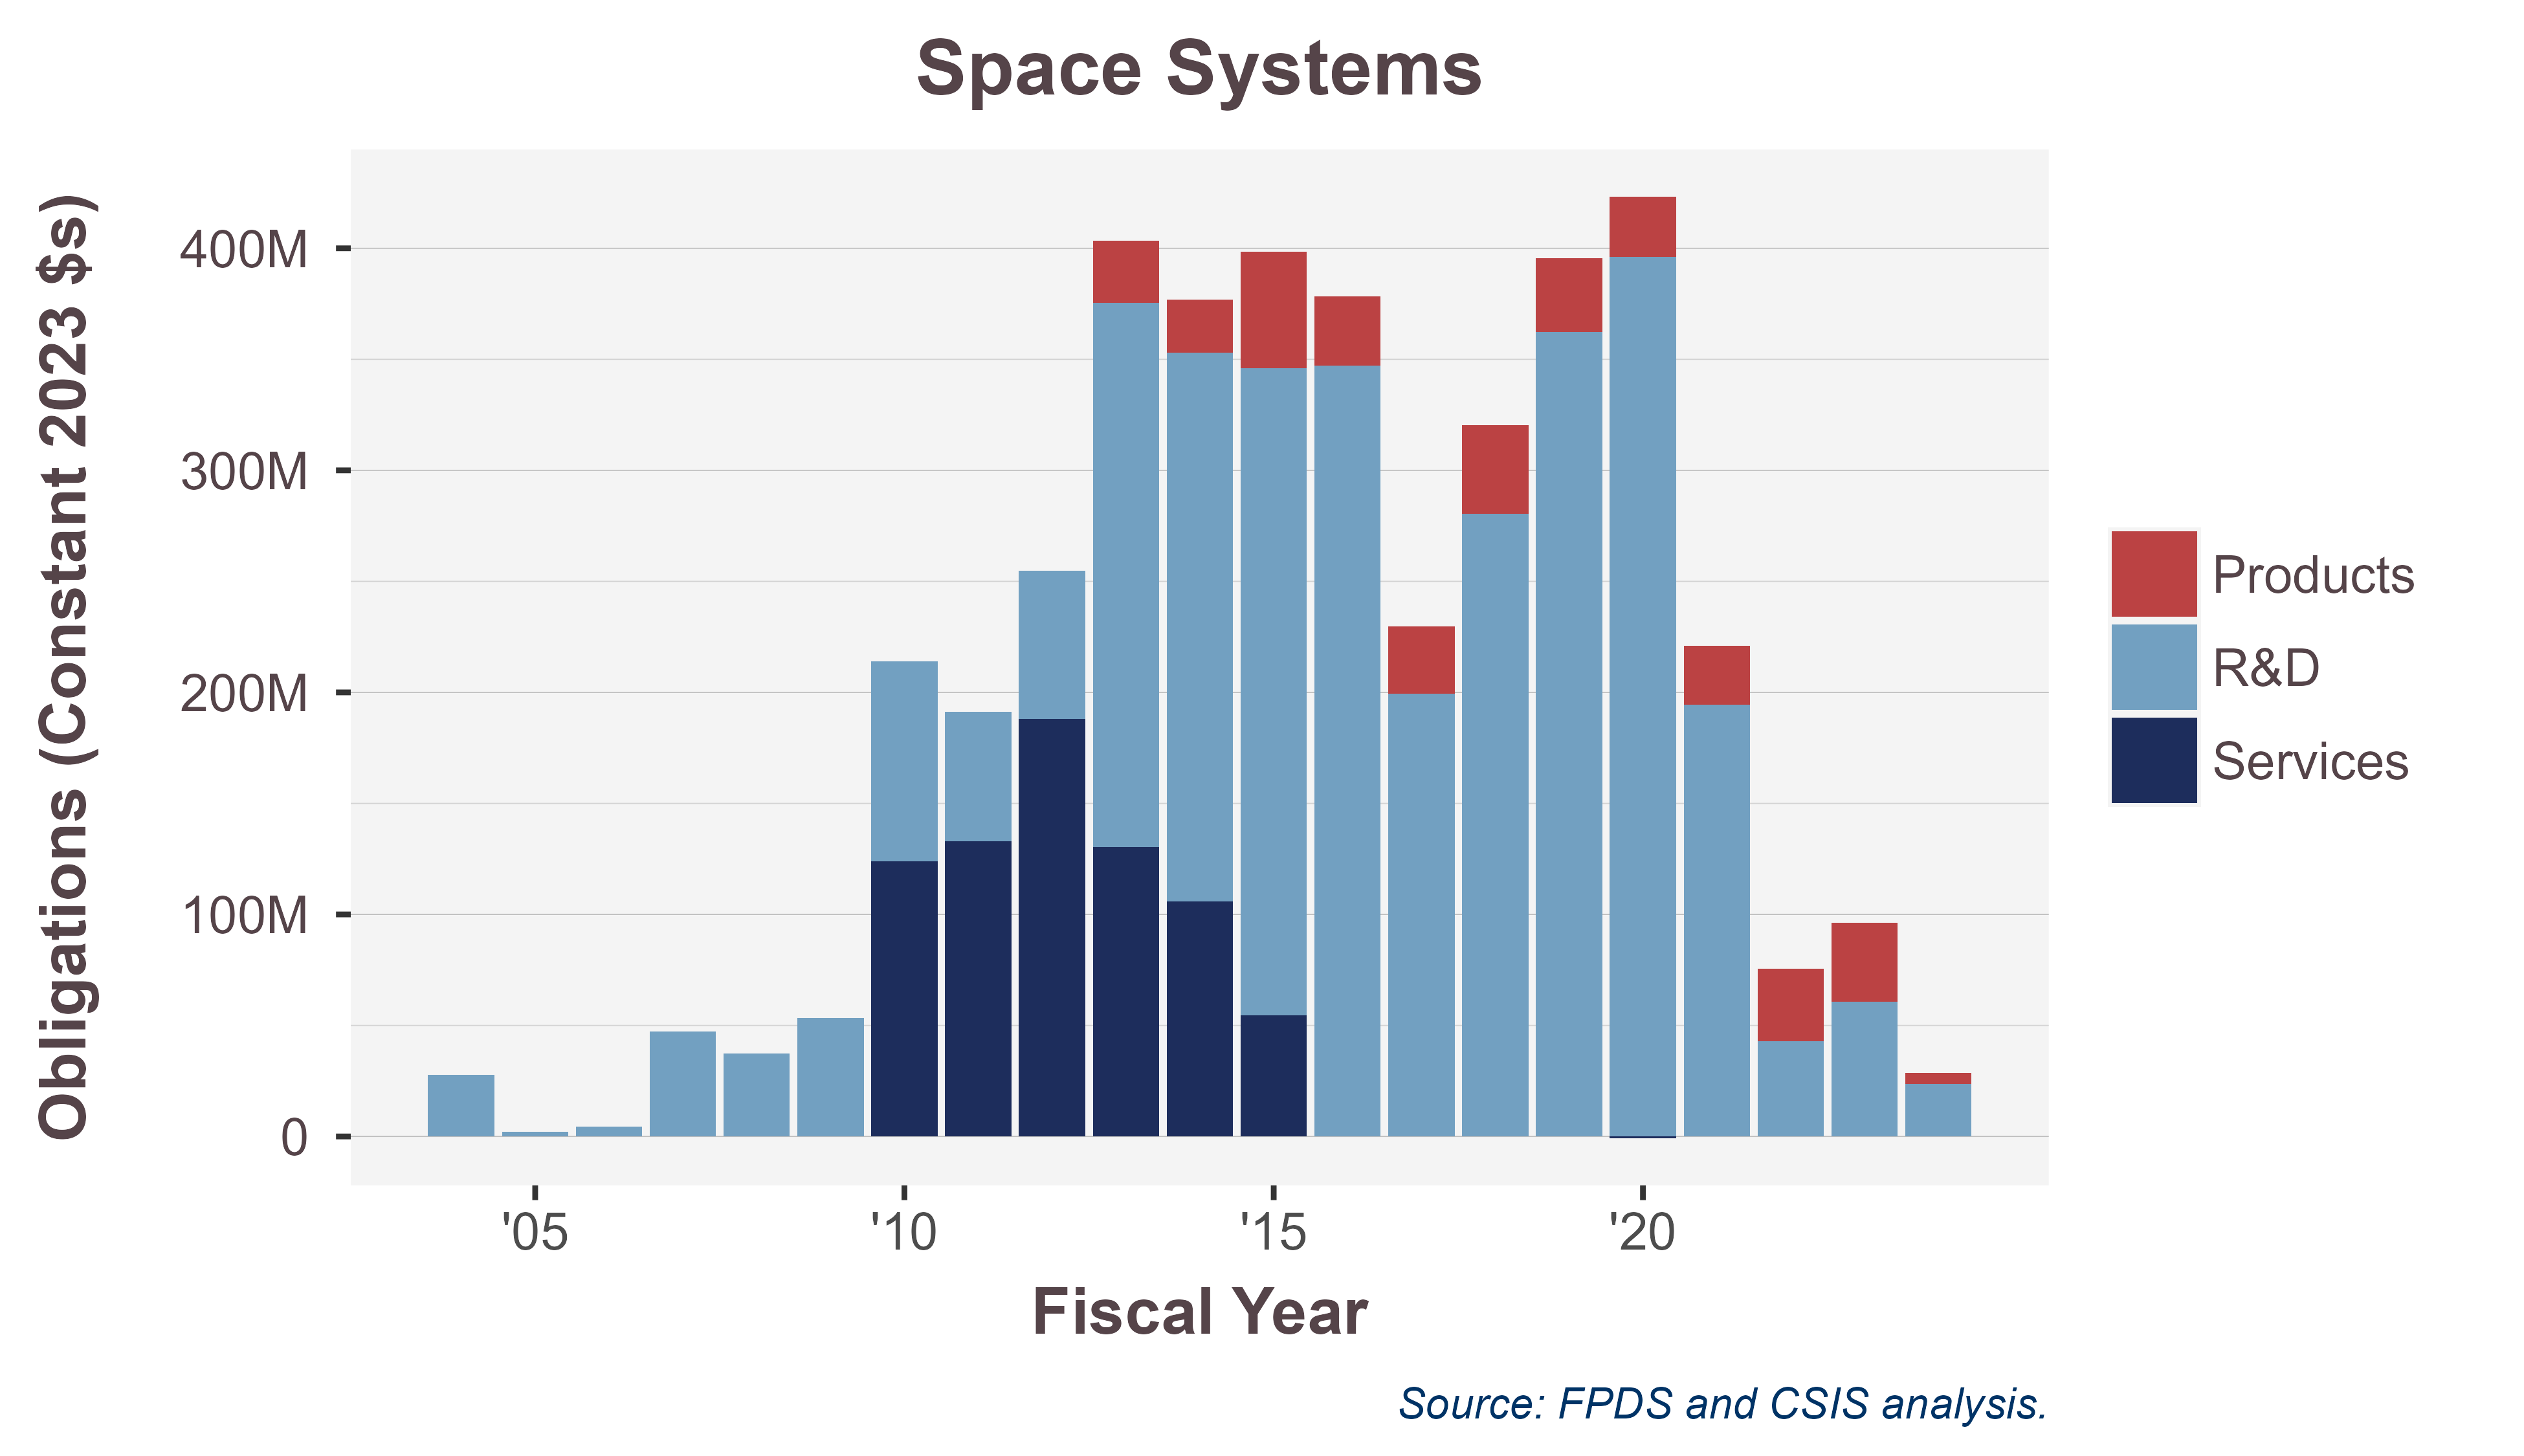 Space Systems
Obligations (Constant 2023 $s)
400M
300M
200M
100M
0
'05
'10
'15
'20
Fiscal Year
Products
R&D
Services
Source: FPDS and CSIS analysis.